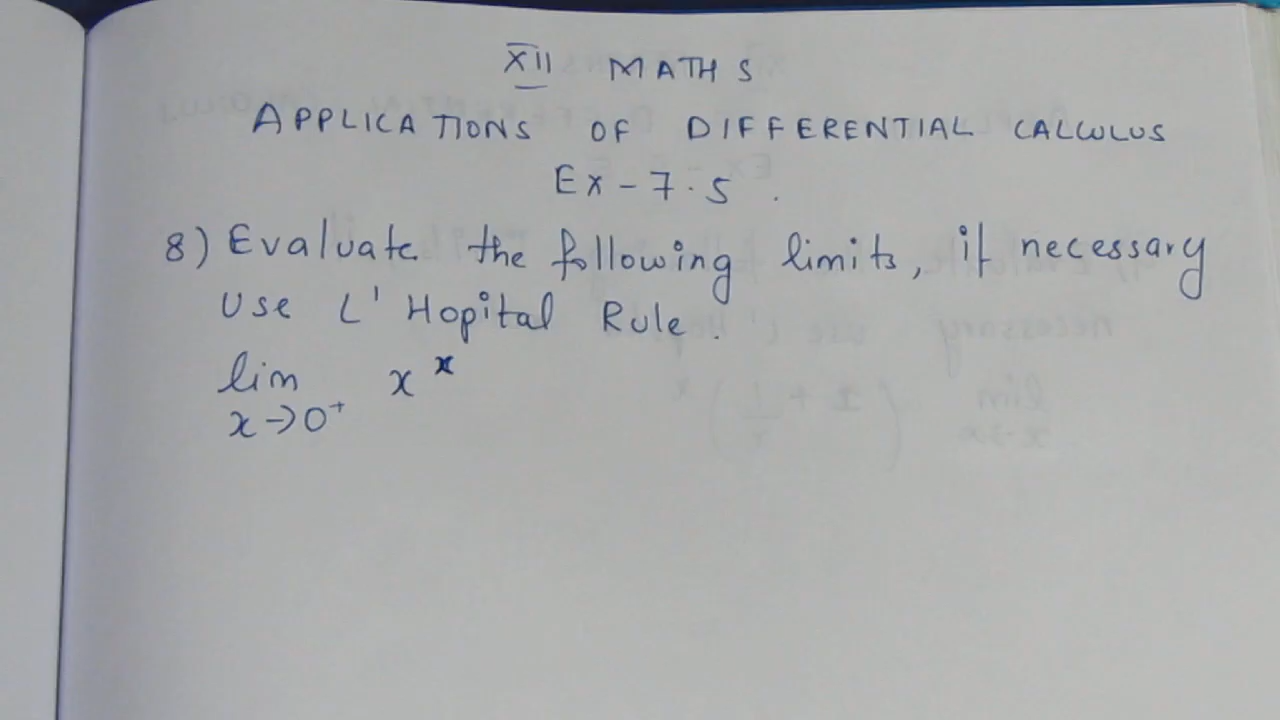 XII MATHS
APPLICATIONS OF DIFFERENTIAL CALCULUS
Ex - 7.5.
8) Evaluate the following limits, if necessary
Use L' Hopital Rule.
lim x^x
x→0⁺